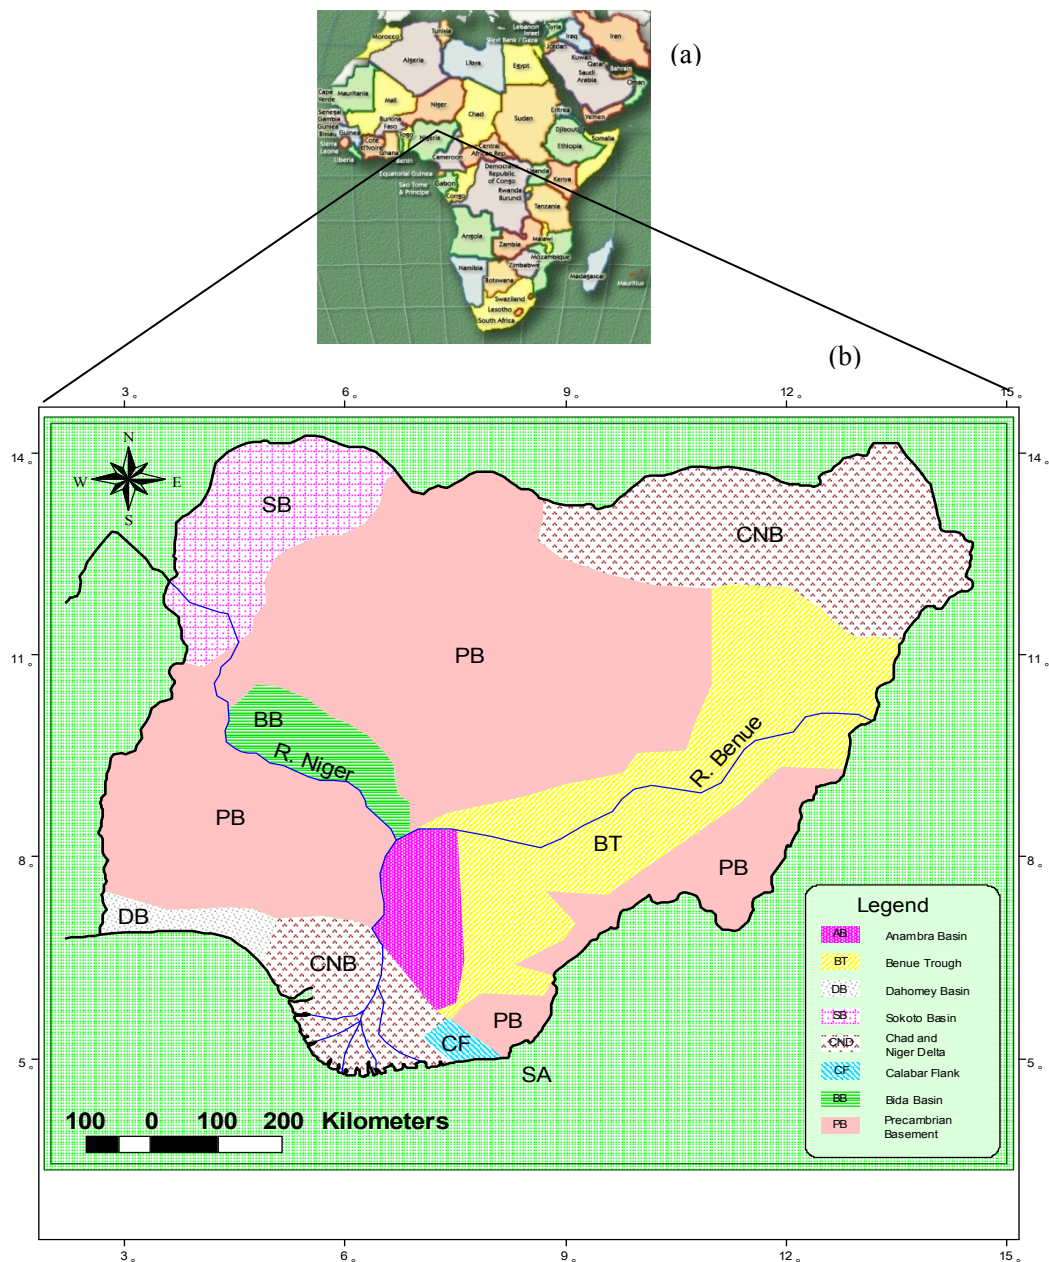 (a)
Morocco
Tunisia
Lebanon
Israel
West Bank / Gaza
Syria
Iraq
Iran
Jordan
Kuwait
Qatar
Bahrain
Algeria
Libya
Egypt
Saudi
Arabia
Oman
Mauritania
Cape
Verde
Mali
Niger
Chad
Sudan
Eritrea
Yemen
Senegal
Gambia
Guinea
Bissau
Guinea
Burkina
Faso
Djibouti
Somalia
Sierra
Leone
Cote
d'Ivoire
Togo
Nigeria
Ghana
Liberia
Benin
Cameroon
Central
African Rep.
Ethiopia
Equatorial Guinea
Democratic
Republic
of Congo
Uganda
Kenya
Sao Tome
& Principe
Gabon
Congo
Rwanda
Burundi
Tanzania
Angola
Zambia
Malawi
Mozambique
Namibia
Zimbabwe
Madagascar
Mauritius
Botswana
Swaziland
Lesotho
South Africa
(b)
3 °
6 °
9 °
12 °
15 °
14 °
14 °
N
W
E
S
SB
CNB
11 °
PB
11 °
BB
R. Niger
R. Benue
PB
8 °
BT
PB
8 °
DB
CNB
PB
CF
5 °
SA
5 °
Legend
AB Anambra Basin
BT Benue Trough
DB Dahomey Basin
SB Sokoto Basin
CND Chad and
Niger Delta
CF Calabar Flank
BB Bida Basin
PB Precambrian
Basement
100 0 100 200 Kilometers
3 °
6 °
9 °
12 °
15 °